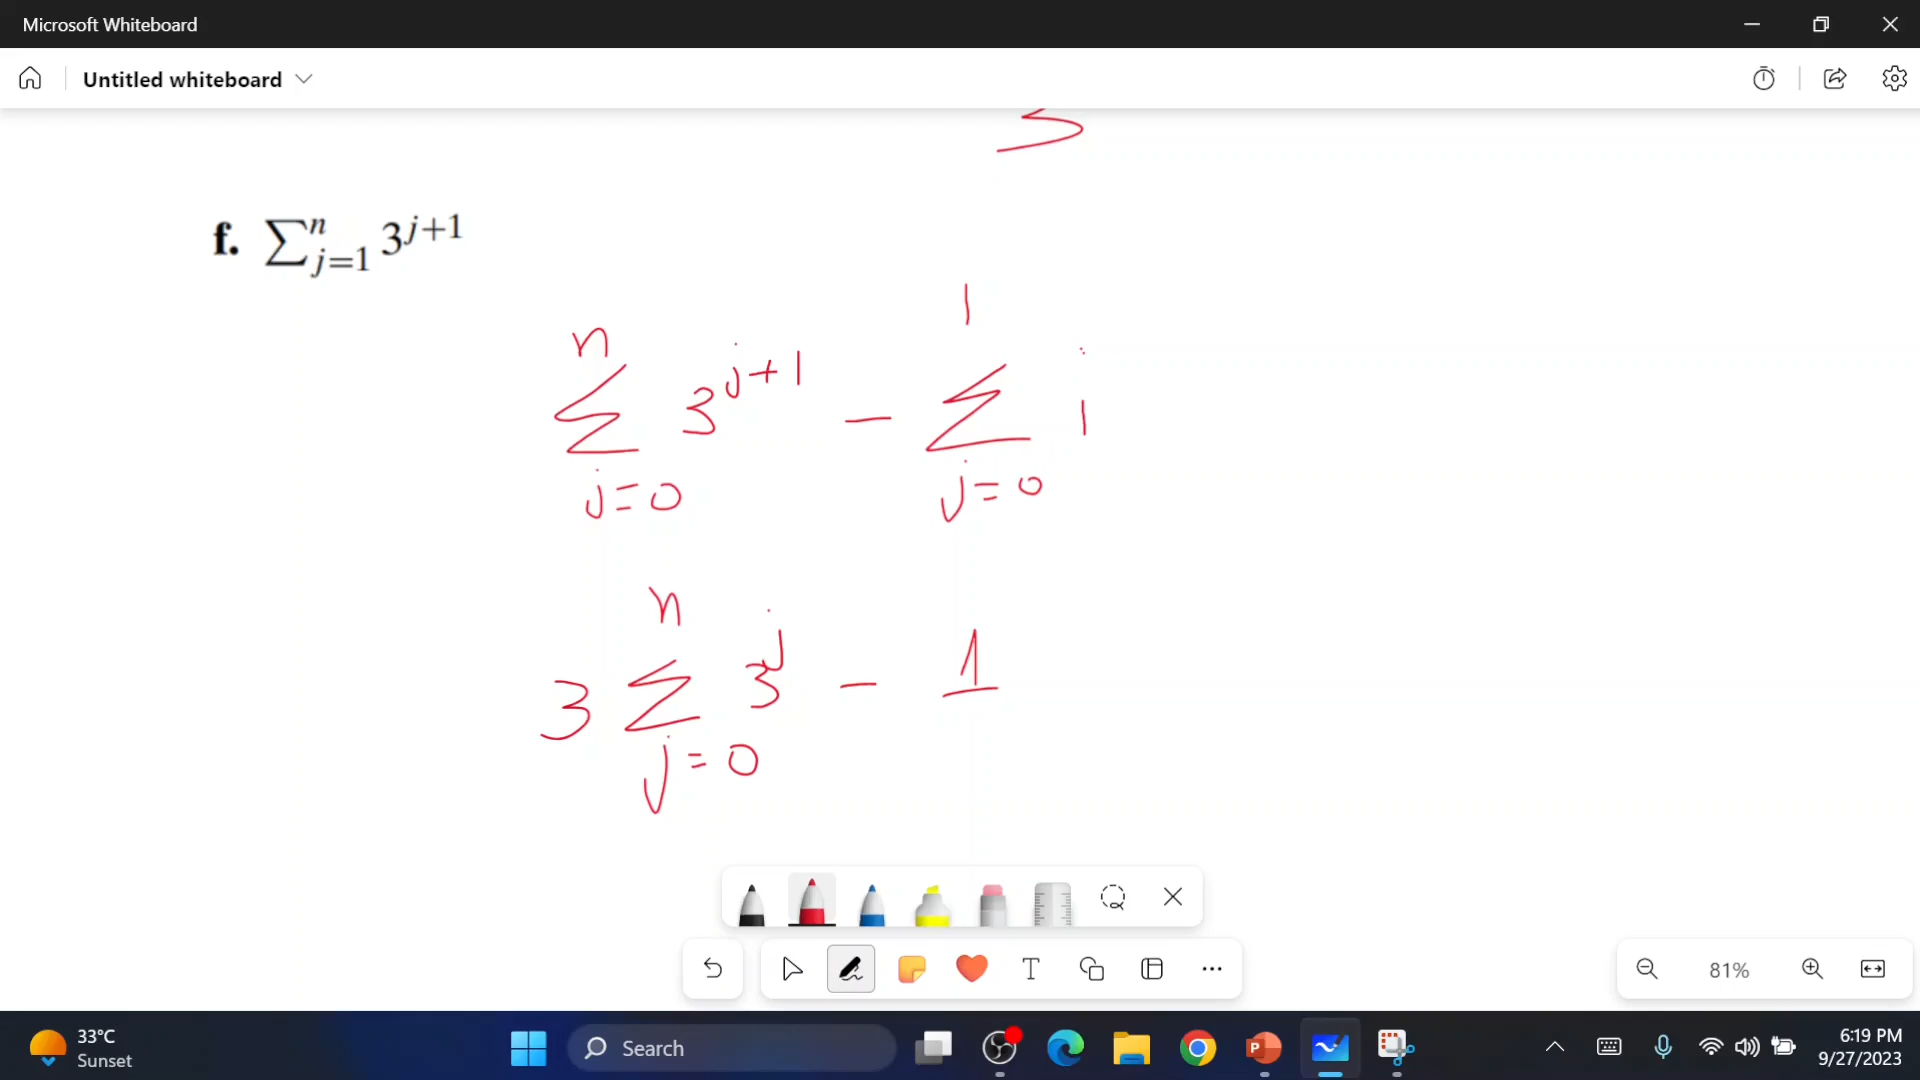 Microsoft Whiteboard
Untitled whiteboard
f. ∑ⁿⱼ₌₁ 3ʲ⁺¹
n 1
∑ 3ʲ⁺¹ − ∑ i
j=0 j=0
n
3 ∑ 3ʲ − 1
j=0
T
81%
33°C
Sunset
Search
P
6:19 PM
9/27/2023